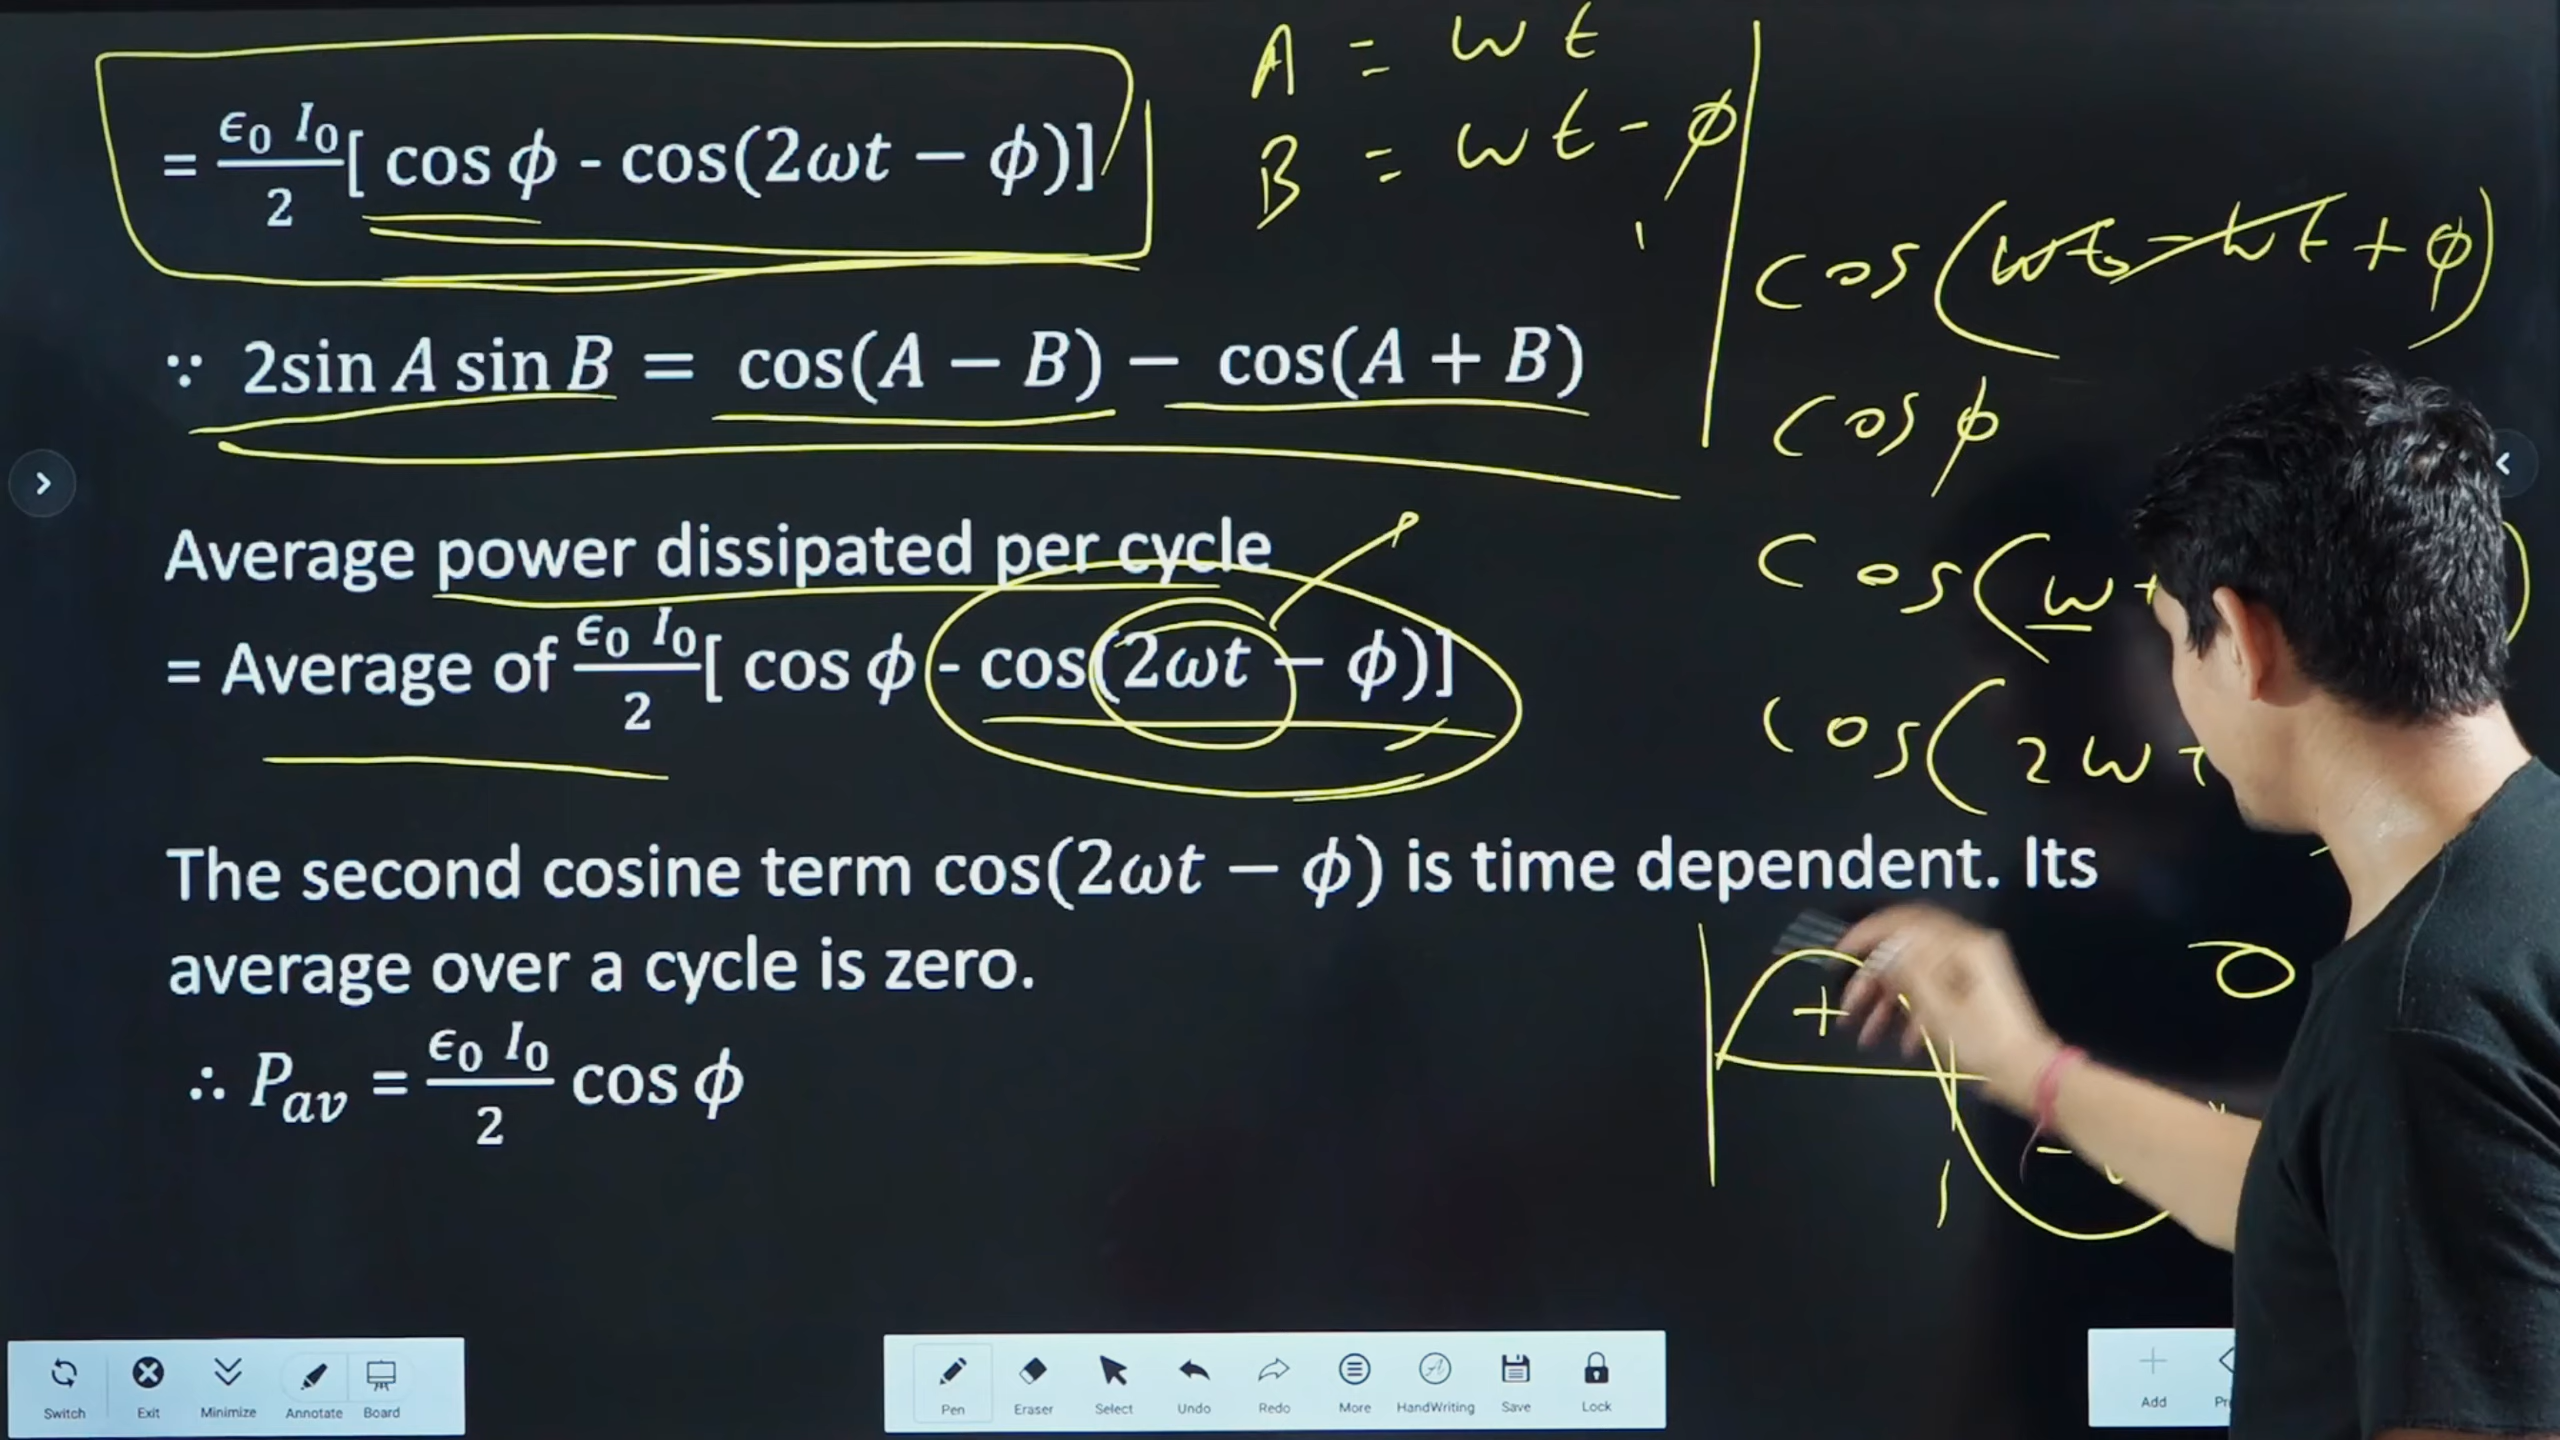 = ϵ₀ I₀/2 [ cos ϕ - cos(2ωt − ϕ)]
A = ωt
B = ωt - ϕ
∵ 2sin A sin B = cos(A − B) − cos(A + B)
cos(ωt - ωt + ϕ)
cos ϕ
cos(ω
cos(2ω
Average power dissipated per cycle
= Average of ϵ₀ I₀/2 [ cos ϕ - cos(2ωt − ϕ)]
The second cosine term cos(2ωt − ϕ) is time dependent. Its
average over a cycle is zero.
∴ Pₐᵥ = ϵ₀ I₀/2 cos ϕ
0
+
-
Switch Exit Minimize Annotate Board
Pen Eraser Select Undo Redo More HandWriting Save Lock
Add